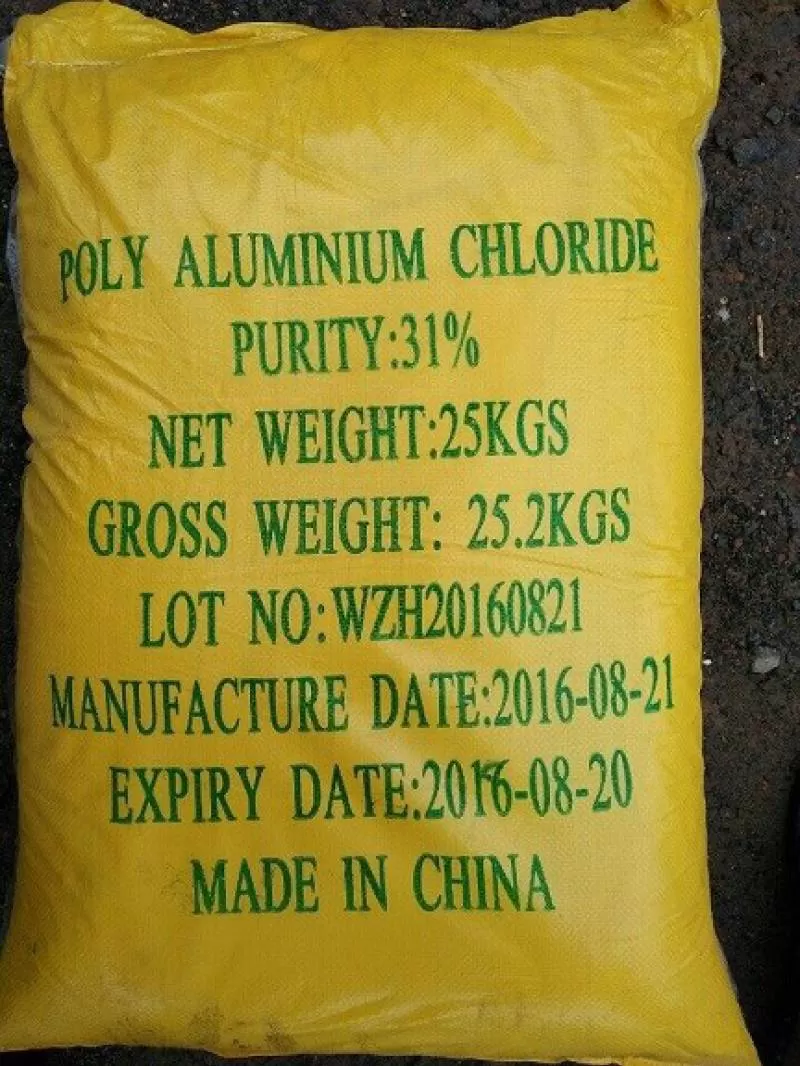 POLY ALUMINIUM CHLORIDE
PURITY:31%
NET WEIGHT:25KGS
GROSS WEIGHT: 25.2KGS
LOT NO:WZH20160821
MANUFACTURE DATE:2016-08-21
EXPIRY DATE:2016-08-20
MADE IN CHINA